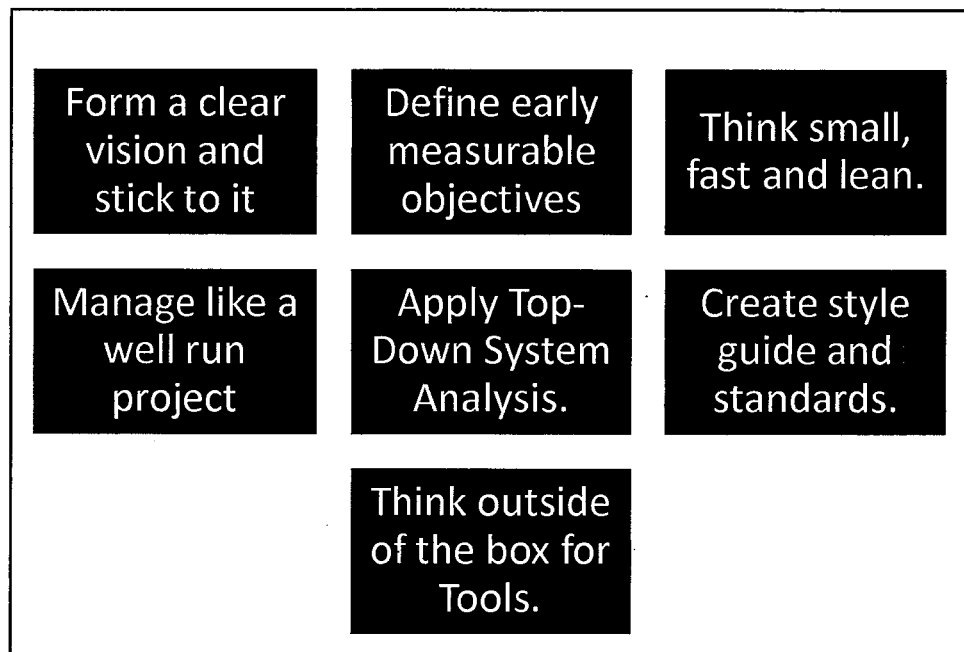 Form a clear
vision and
stick to it
Define early
measurable
objectives
Think small,
fast and lean.
Manage like a
well run
project
Apply Top-
Down System
Analysis.
Create style
guide and
standards.
Think outside
of the box for
Tools.